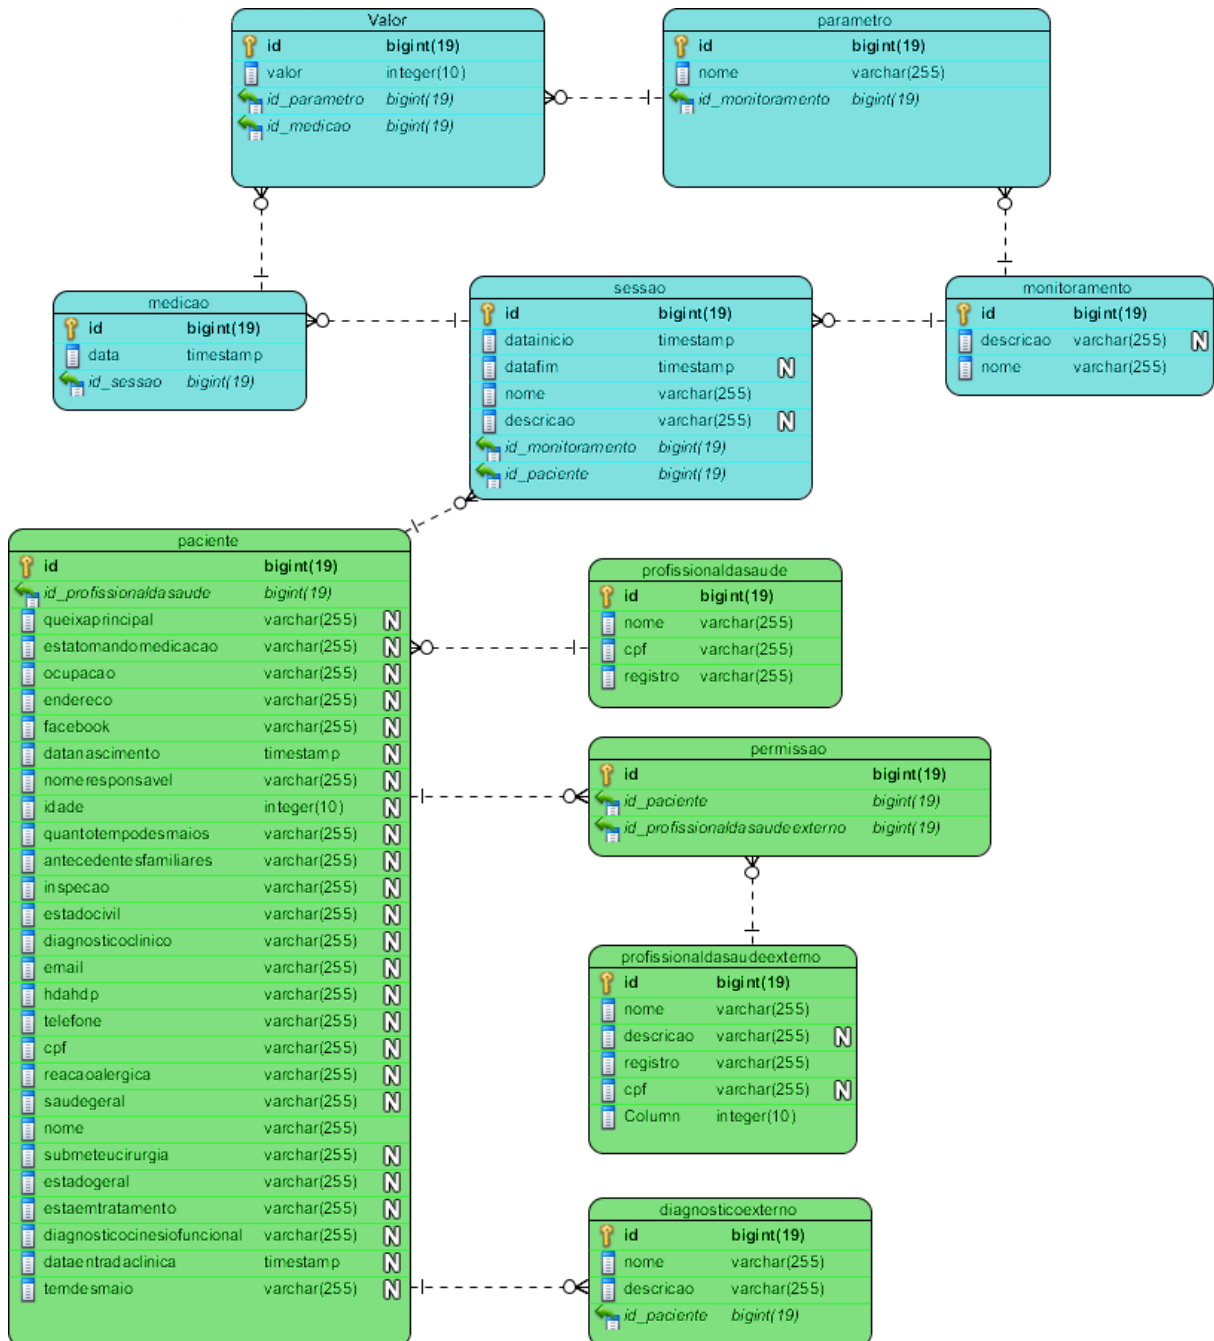 Valor
id bigint(19)
valor integer(10)
id_parametro bigint(19)
id_medicao bigint(19)
parametro
id bigint(19)
nome varchar(255)
id_monitoramento bigint(19)
medicao
id bigint(19)
data timestamp
id_sessao bigint(19)
sessao
id bigint(19)
datainicio timestamp
datafim timestamp N
nome varchar(255)
descricao varchar(255) N
id_monitoramento bigint(19)
id_paciente bigint(19)
monitoramento
id bigint(19)
descricao varchar(255) N
nome varchar(255)
paciente
id bigint(19)
id_profissionaldasaude bigint(19)
queixaprincipal varchar(255) N
estatomandomedicacao varchar(255) N
ocupacao varchar(255) N
endereco varchar(255) N
facebook varchar(255) N
datanascimento timestamp N
nomeresponsavel varchar(255) N
idade integer(10) N
quantotempodesmaios varchar(255) N
antecedentesfamiliares varchar(255) N
inspecao varchar(255) N
estadocivil varchar(255) N
diagnosticoclinico varchar(255) N
email varchar(255) N
hdahdp varchar(255) N
telefone varchar(255) N
cpf varchar(255) N
reacaoalergica varchar(255) N
saudegeral varchar(255) N
nome varchar(255)
submeteucirurgia varchar(255) N
estadogeral varchar(255) N
estaemtratamento varchar(255) N
diagnosticocinesiofuncional varchar(255) N
dataentradaclinica timestamp N
temdesmaio varchar(255) N
profissionaldasaude
id bigint(19)
nome varchar(255)
cpf varchar(255)
registro varchar(255)
permissao
id bigint(19)
id_paciente bigint(19)
id_profissionaldasaudeexterno bigint(19)
profissionaldasaudeexterno
id bigint(19)
nome varchar(255)
descricao varchar(255) N
registro varchar(255)
cpf varchar(255) N
Column integer(10)
diagnosticoexterno
id bigint(19)
nome varchar(255)
descricao varchar(255)
id_paciente bigint(19)